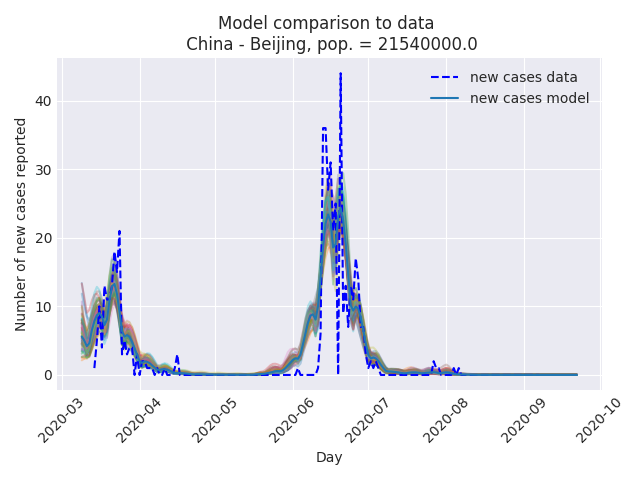 Model comparison to data
China - Beijing, pop. = 21540000.0
new cases data
new cases model
Number of new cases reported
40
30
20
10
0
2020-03
2020-04
2020-05
2020-06
2020-07
2020-08
2020-09
2020-10
Day